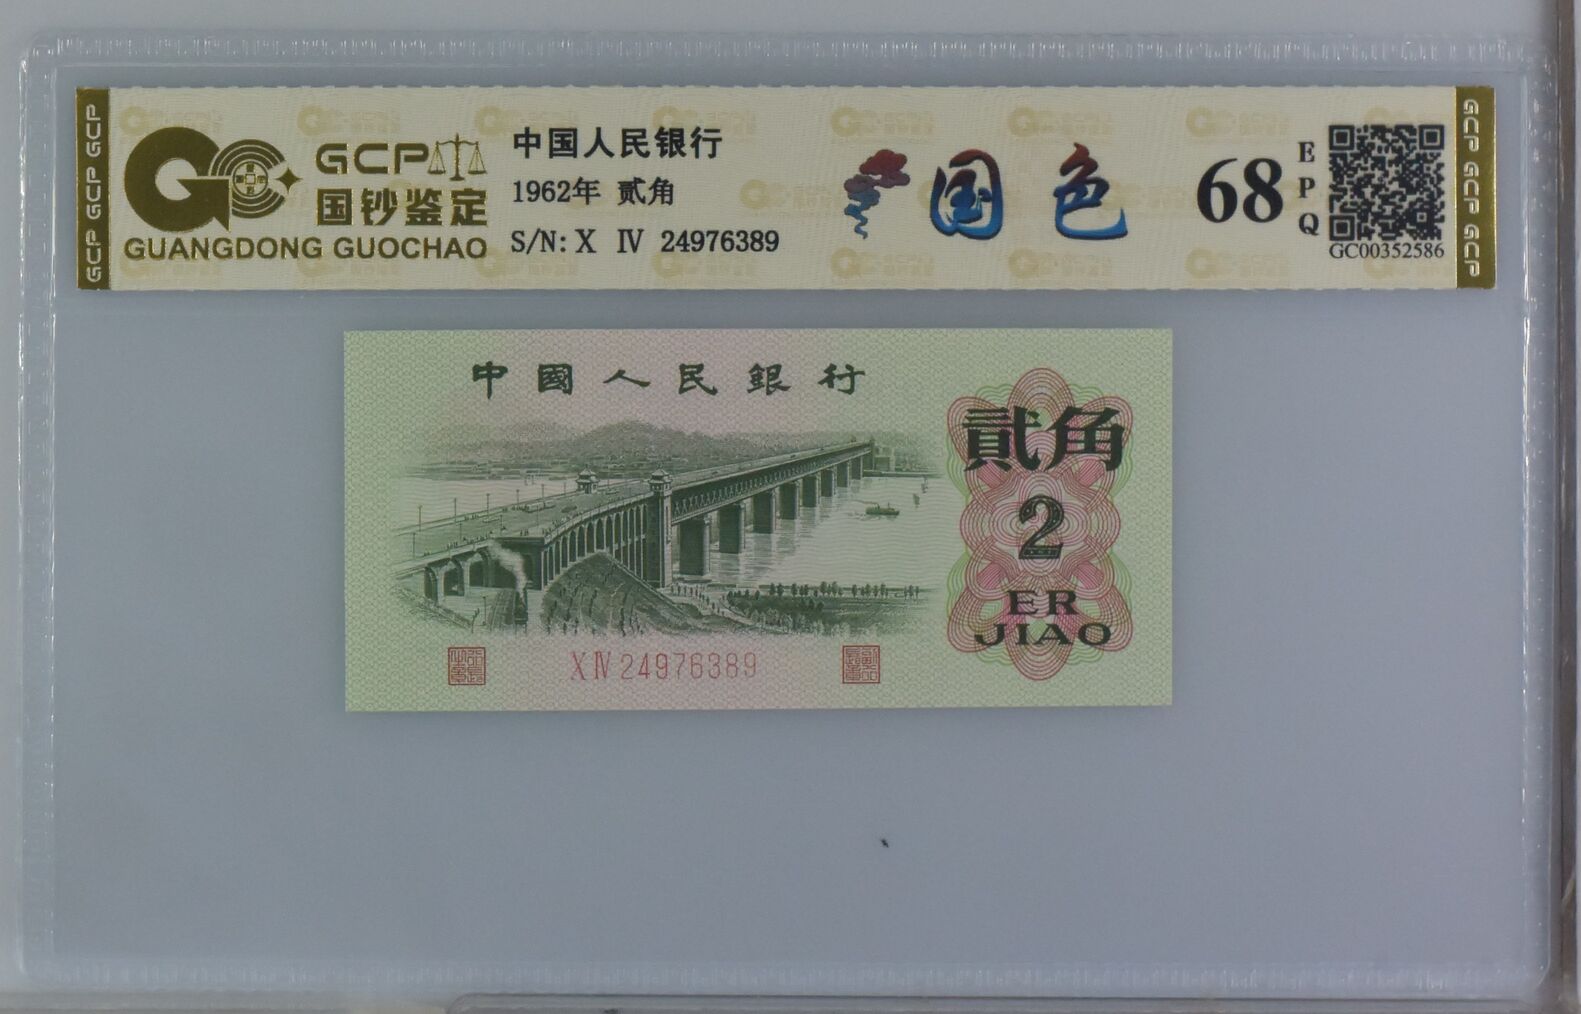 GCP GCP GCP
GCP
国钞鉴定
GUANGDONG GUOCHAO
中国人民银行
1962年 贰角
S/N: X Ⅳ 24976389
国色
68
EPQ
GC00352586
GCP GCP GCP
中國人民銀行
貳角
2
ER
JIAO
X Ⅳ 24976389